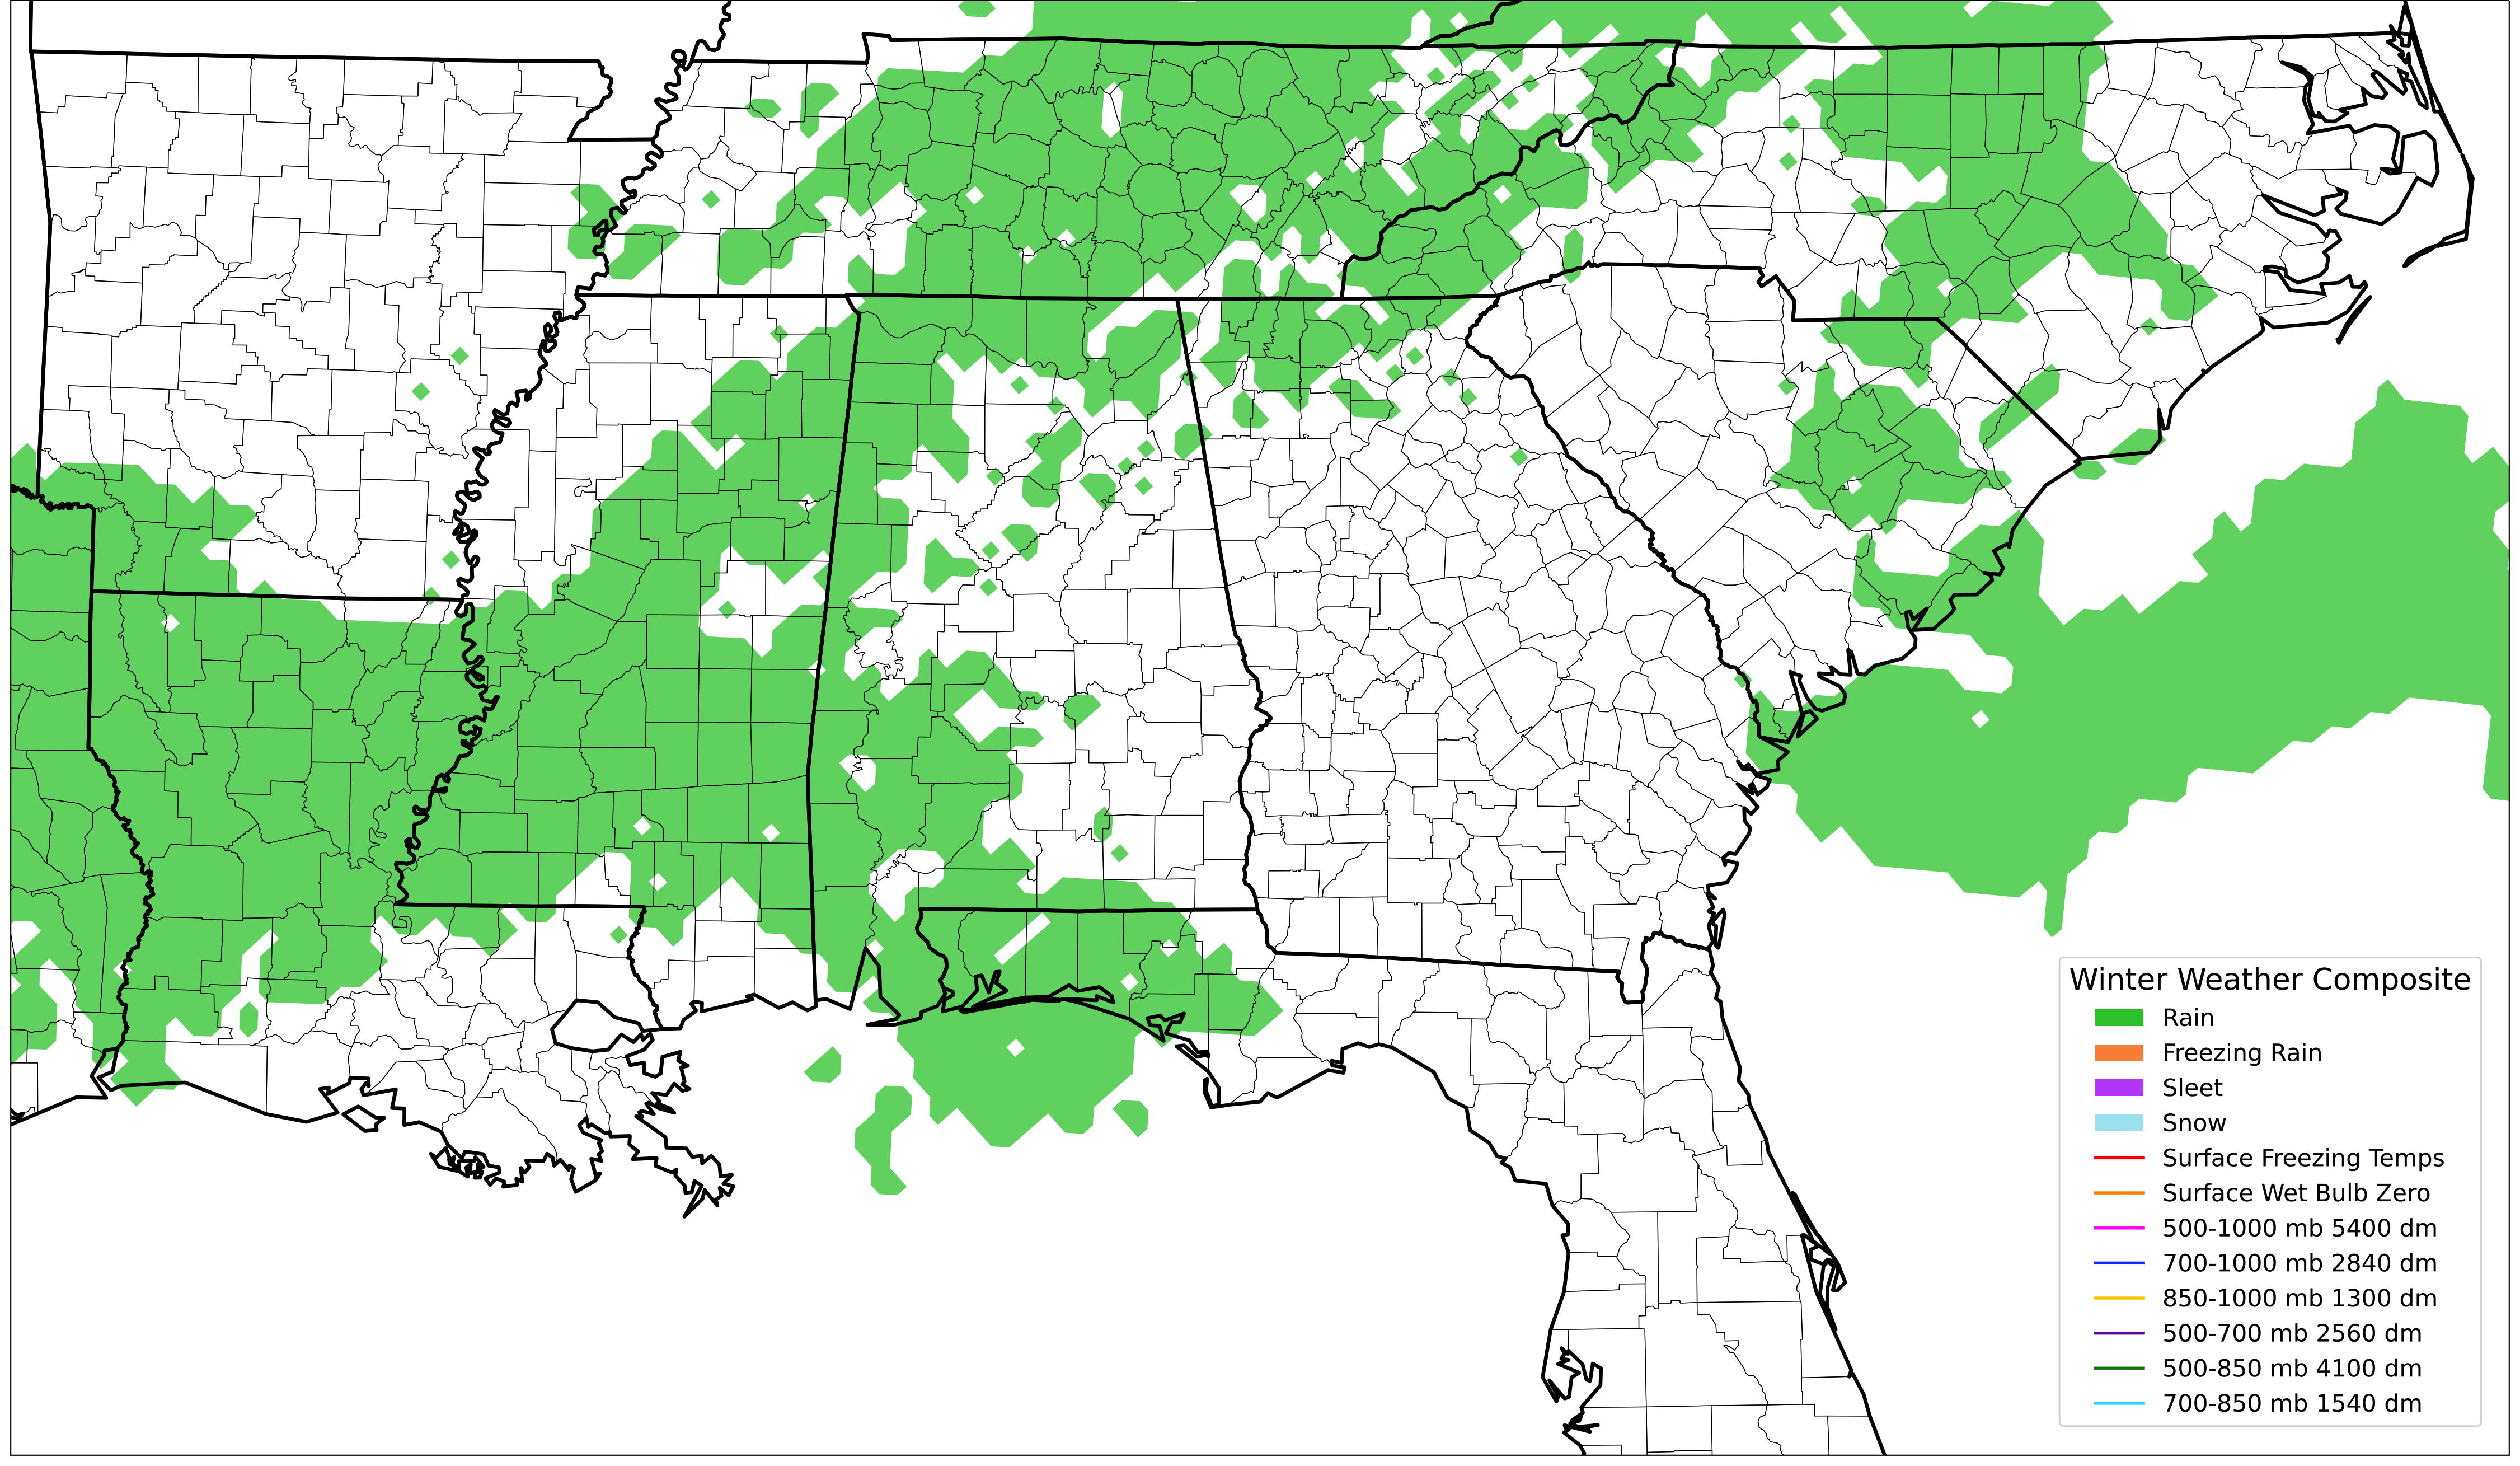 Winter Weather Composite
Rain
Freezing Rain
Sleet
Snow
Surface Freezing Temps
Surface Wet Bulb Zero
500-1000 mb 5400 dm
700-1000 mb 2840 dm
850-1000 mb 1300 dm
500-700 mb 2560 dm
500-850 mb 4100 dm
700-850 mb 1540 dm